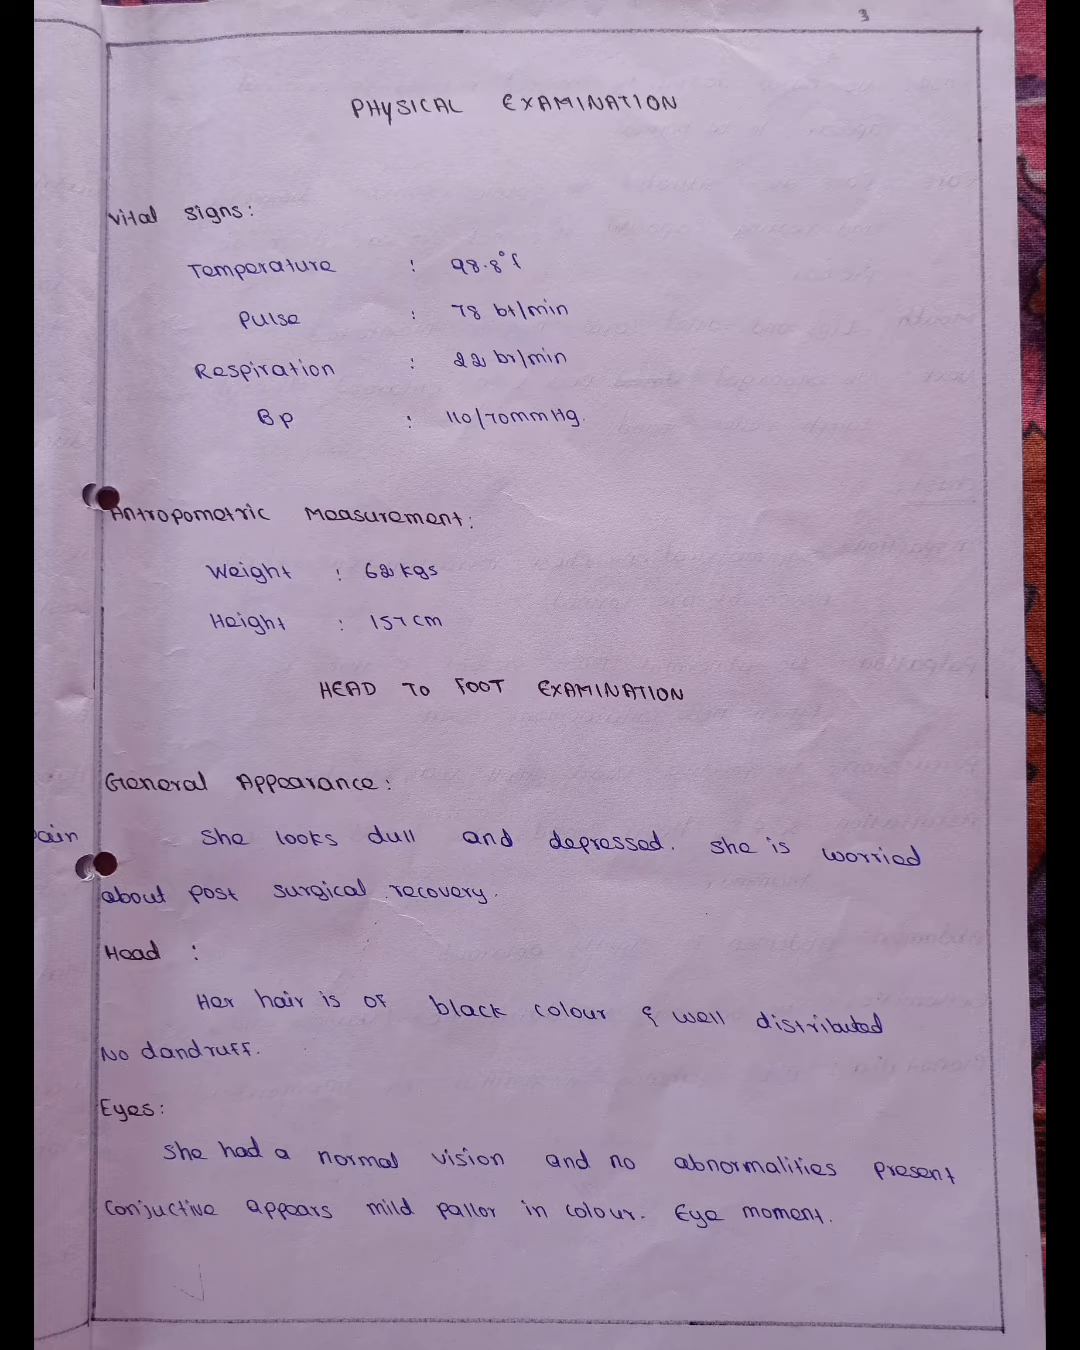 3
PHYSICAL EXAMINATION
Vital Signs:
Temperature : 98.8°f
Pulse : 78 bt/min
Respiration : 22 br/min
Bp : 110/70mmHg.
Antropometric Measurement:
Weight : 62 kgs
Height : 157 cm
HEAD TO FOOT EXAMINATION
General Appearance:
She looks dull and depressed. She is worried
about post surgical recovery.
Head :
Her hair is of black colour & well distributed
No dandruff.
Eyes:
She had a normal vision and no abnormalities present
Conjuctive appears mild pallor in colour. Eye moment.
pain